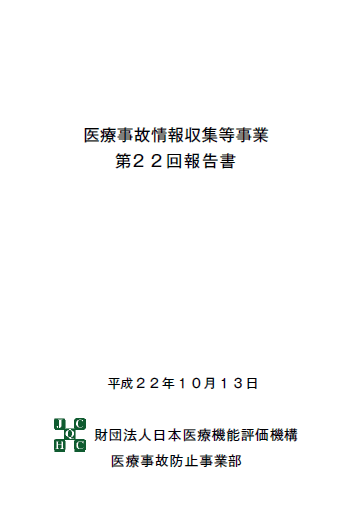 医療事故情報収集等事業
第２２回報告書
平成２２年１０月１３日
J C
Q
H C
財団法人日本医療機能評価機構
医療事故防止事業部